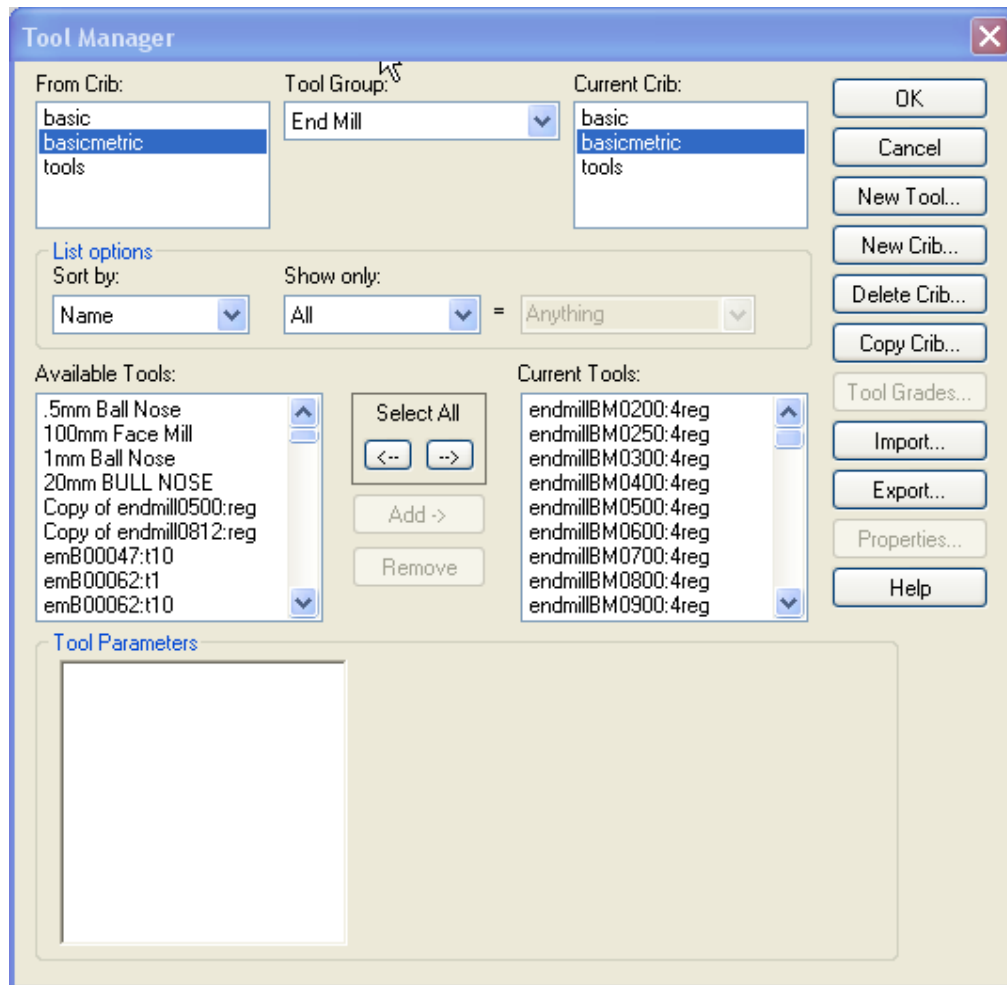 Tool Manager
From Crib:
basic
basicmetric
tools
Tool Group:
End Mill
Current Crib:
basic
basicmetric
tools
OK
Cancel
New Tool...
New Crib...
Delete Crib...
Copy Crib...
Tool Grades...
Import...
Export...
Properties...
Help
List options
Sort by:
Name
Show only:
All
=
Anything
Available Tools:
.5mm Ball Nose
100mm Face Mill
1mm Ball Nose
20mm BULL NOSE
Copy of endmill0500:reg
Copy of endmill0812:reg
emB00047:t10
emB00062:t1
emB00062:t10
Select All
<--
-->
Add ->
Remove
Current Tools:
endmillBM0200:4reg
endmillBM0250:4reg
endmillBM0300:4reg
endmillBM0400:4reg
endmillBM0500:4reg
endmillBM0600:4reg
endmillBM0700:4reg
endmillBM0800:4reg
endmillBM0900:4reg
Tool Parameters